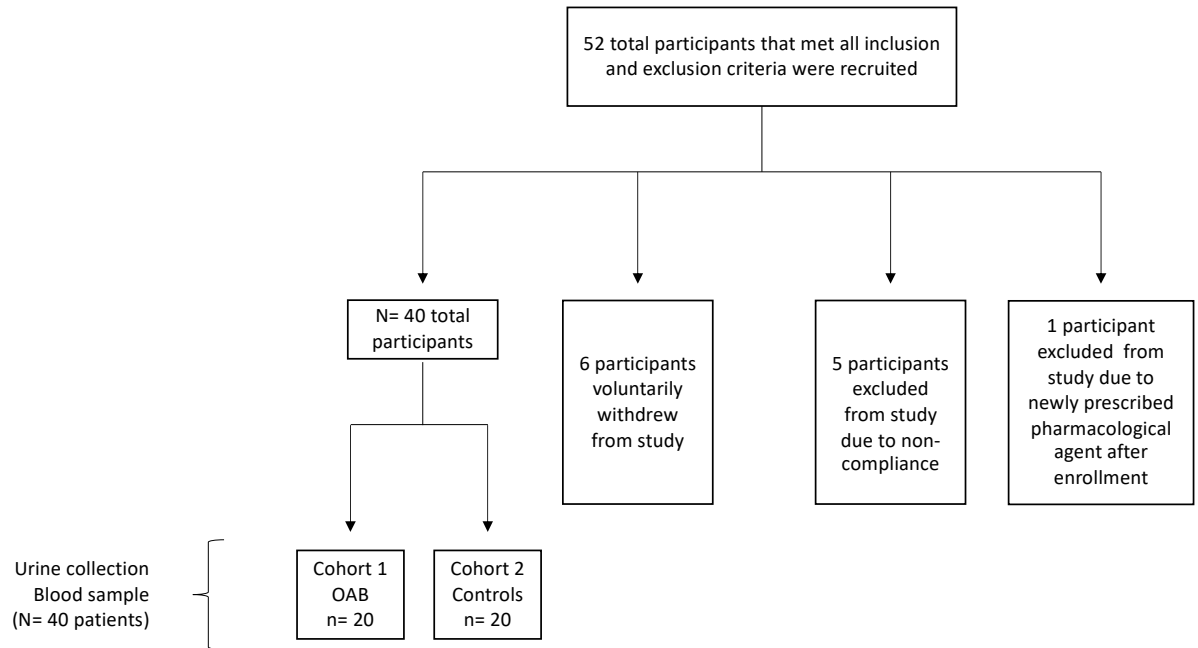 52 total participants that met all inclusion
and exclusion criteria were recruited
N= 40 total
participants
6 participants
voluntarily
withdrew
from study
5 participants
excluded
from study
due to non-
compliance
1 participant
excluded from
study due to
newly prescribed
pharmacological
agent after
enrollment
Urine collection
Blood sample
(N= 40 patients)
Cohort 1
OAB
n= 20
Cohort 2
Controls
n= 20